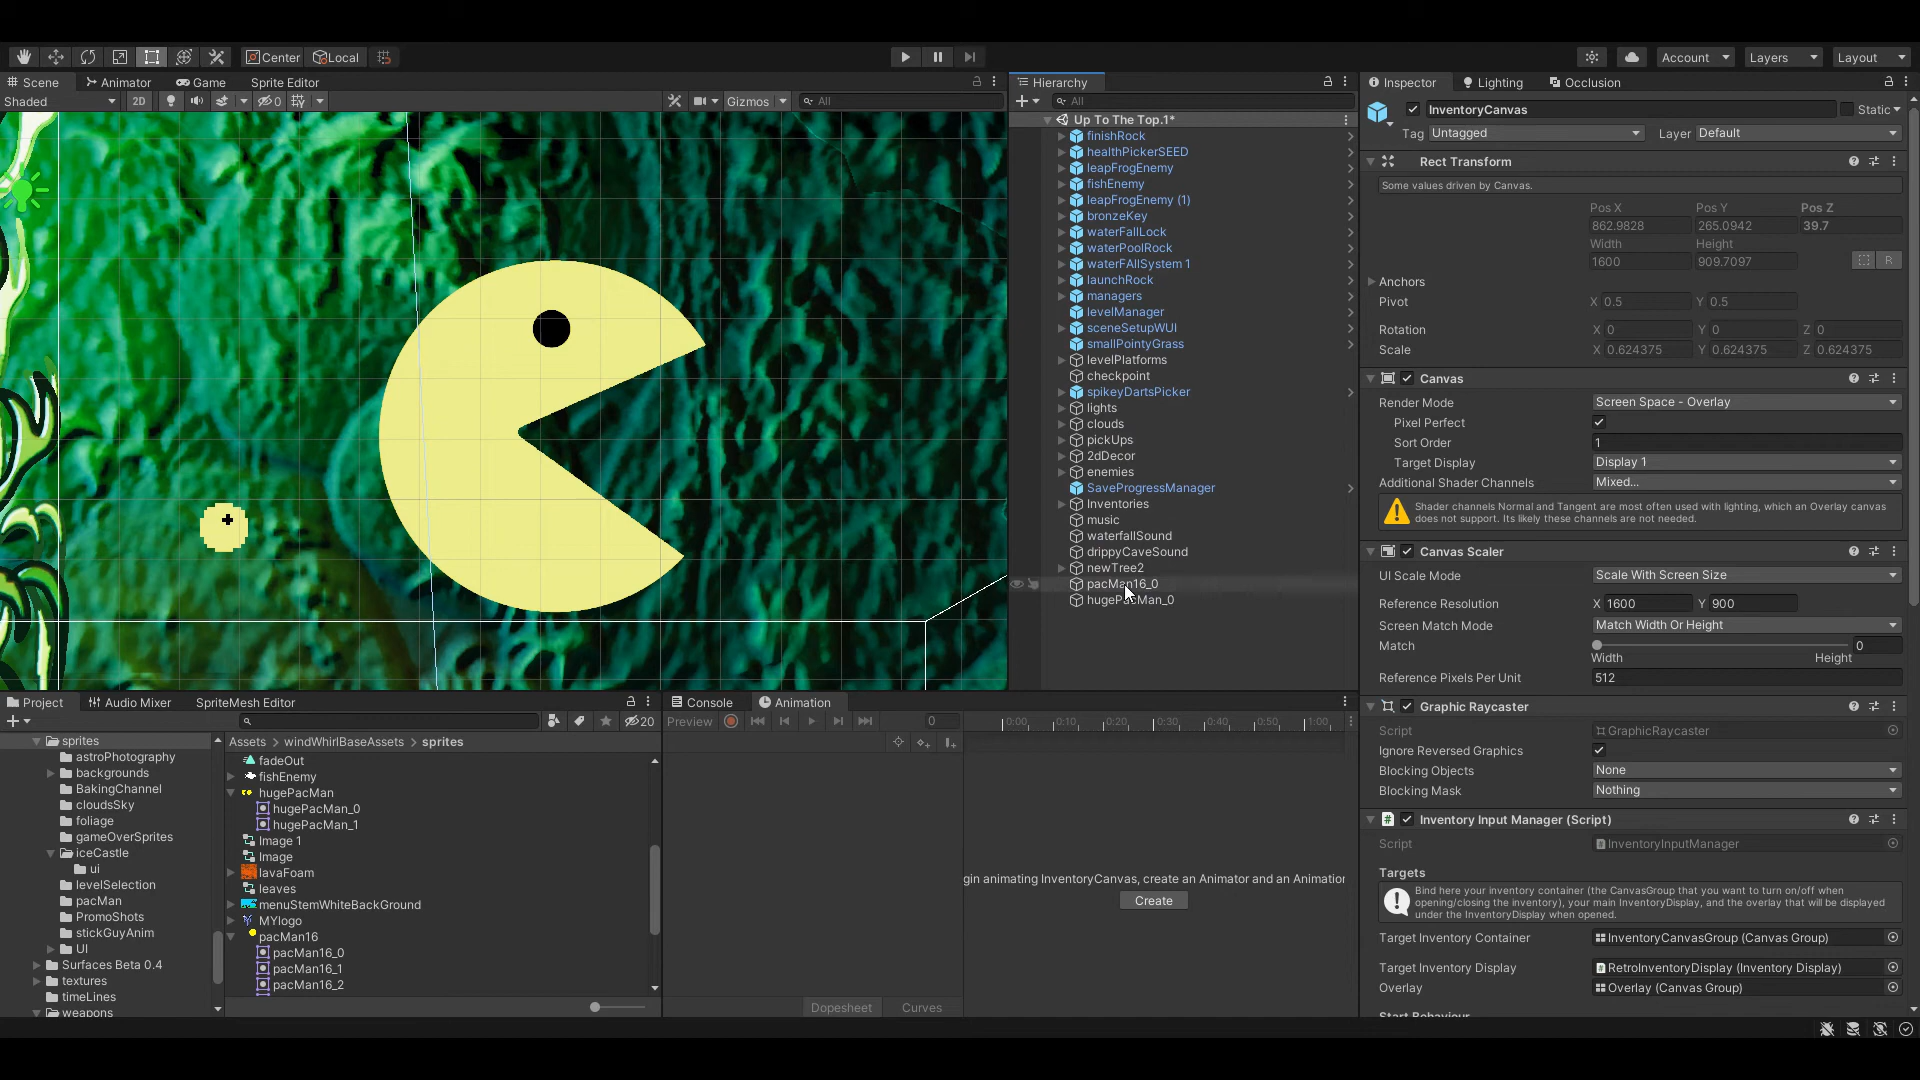 Center
Local
Account
Layers
Layout
Scene
Animator
Game
Sprite Editor
Hierarchy
Inspector
Lighting
Occlusion
Shaded
2D
0
Gizmos
All
All
InventoryCanvas
Static
Tag Untagged
Layer Default
Up To The Top.1*
finishRock
healthPickerSEED
leapFrogEnemy
fishEnemy
leapFrogEnemy (1)
bronzeKey
waterFallLock
waterPoolRock
waterFAllSystem 1
launchRock
managers
levelManager
sceneSetupWUI
smallPointyGrass
levelPlatforms
checkpoint
spikeyDartsPicker
lights
clouds
pickUps
2dDecor
enemies
SaveProgressManager
Inventories
music
waterfallSound
drippyCaveSound
newTree2
pacMan16_0
hugePacMan_0
Rect Transform
Some values driven by Canvas.
Pos X Pos Y Pos Z
862.9828 265.0942 39.7
Width Height
1600 909.7097
R
Anchors
Pivot X 0.5 Y 0.5
Rotation X 0 Y 0 Z 0
Scale X 0.624375 Y 0.624375 Z 0.624375
Canvas
Render Mode Screen Space - Overlay
Pixel Perfect
Sort Order 1
Target Display Display 1
Additional Shader Channels Mixed...
Shader channels Normal and Tangent are most often used with lighting, which an Overlay canvas
does not support. Its likely these channels are not needed.
Canvas Scaler
UI Scale Mode Scale With Screen Size
Reference Resolution X 1600 Y 900
Screen Match Mode Match Width Or Height
Match 0
Width Height
Reference Pixels Per Unit 512
Graphic Raycaster
Script GraphicRaycaster
Ignore Reversed Graphics
Blocking Objects None
Blocking Mask Nothing
Inventory Input Manager (Script)
Script InventoryInputManager
Targets
Bind here your inventory container (the CanvasGroup that you want to turn on/off when
opening/closing the inventory), your main InventoryDisplay, and the overlay that will be displayed
under the InventoryDisplay when opened.
Target Inventory Container InventoryCanvasGroup (Canvas Group)
Target Inventory Display RetroInventoryDisplay (Inventory Display)
Overlay Overlay (Canvas Group)
Start Behaviour
Project
Audio Mixer
SpriteMesh Editor
20
sprites
astroPhotography
backgrounds
BakingChannel
cloudsSky
foliage
gameOverSprites
iceCastle
ui
levelSelection
pacMan
PromoShots
stickGuyAnim
UI
Surfaces Beta 0.4
textures
timeLines
weapons
Assets windWhirlBaseAssets sprites
fadeOut
fishEnemy
hugePacMan
hugePacMan_0
hugePacMan_1
Image 1
Image
lavaFoam
leaves
menuStemWhiteBackGround
MYlogo
pacMan16
pacMan16_0
pacMan16_1
pacMan16_2
Console
Animation
Preview
0
0:00 0:10 0:20 0:30 0:40 0:50 1:00
gin animating InventoryCanvas, create an Animator and an Animation
Create
Dopesheet
Curves